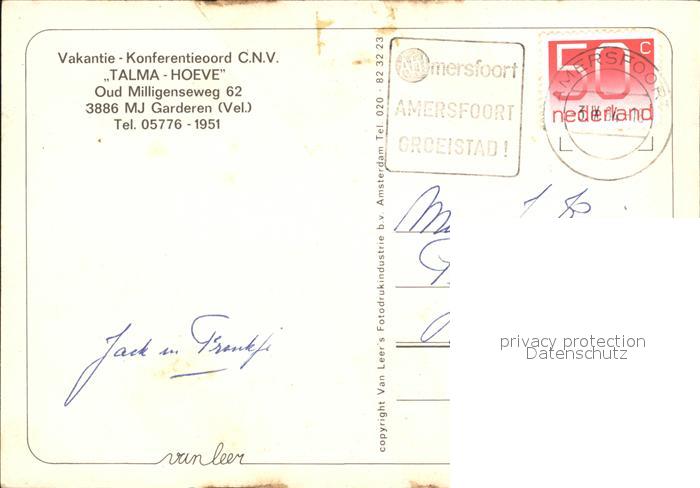 Vakantie - Konferentieoord C.N.V.
„TALMA - HOEVE"
Oud Milligenseweg 62
3886 MJ Garderen (Vel.)
Tel. 05776 - 1951
copyright Van Leer's Fotodrukindustrie b.v. Amsterdam Tel. 020 - 82 32 23
Amersfoort
AMERSFOORT
GROEISTAD!
50 c
nederland
AMERSFOORT
Jack en Frankje
van leer
privacy protection
Datenschutz